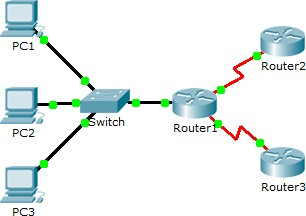 PC1
Router2
PC2
Switch
Router1
PC3
Router3